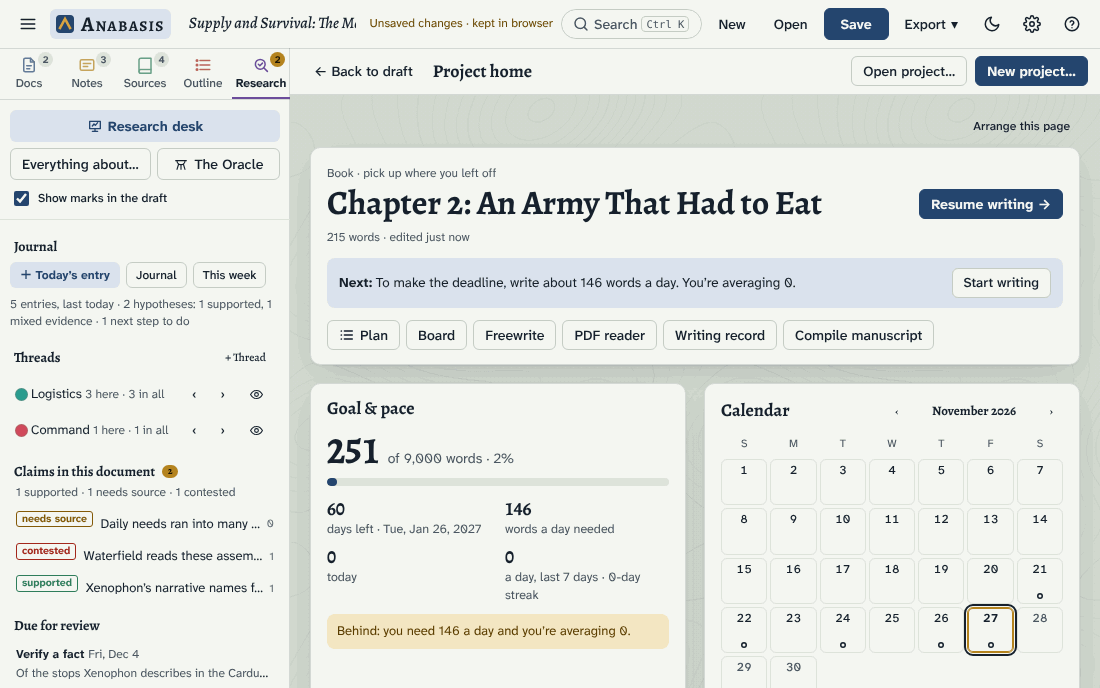 Anabasis
Supply and Survival: The M
Unsaved changes · kept in browser
Search Ctrl K
New
Open
Save
Export ▾
Docs 2
Notes 3
Sources 4
Outline
Research 2
← Back to draft
Project home
Open project…
New project…
Research desk
Everything about…
The Oracle
Show marks in the draft
Journal
+ Today's entry
Journal
This week
5 entries, last today · 2 hypotheses: 1 supported, 1
mixed evidence · 1 next step to do
Threads
+ Thread
Logistics 3 here · 3 in all ‹ ›
Command 1 here · 1 in all ‹ ›
Claims in this document 2
1 supported · 1 needs source · 1 contested
needs source Daily needs ran into many … 0
contested Waterfield reads these assem… 1
supported Xenophon's narrative names f… 1
Due for review
Verify a fact Fri, Dec 4
Of the stops Xenophon describes in the Cardu…
Arrange this page
Book · pick up where you left off
Chapter 2: An Army That Had to Eat
Resume writing →
215 words · edited just now
Next: To make the deadline, write about 146 words a day. You're averaging 0.
Start writing
Plan
Board
Freewrite
PDF reader
Writing record
Compile manuscript
Goal & pace
251 of 9,000 words · 2%
60
days left · Tue, Jan 26, 2027
146
words a day needed
0
today
0
a day, last 7 days · 0-day
streak
Behind: you need 146 a day and you're averaging 0.
Calendar
‹ November 2026 ›
S M T W T F S
1 2 3 4 5 6 7
8 9 10 11 12 13 14
15 16 17 18 19 20 21
22 23 24 25 26 27 28
29 30